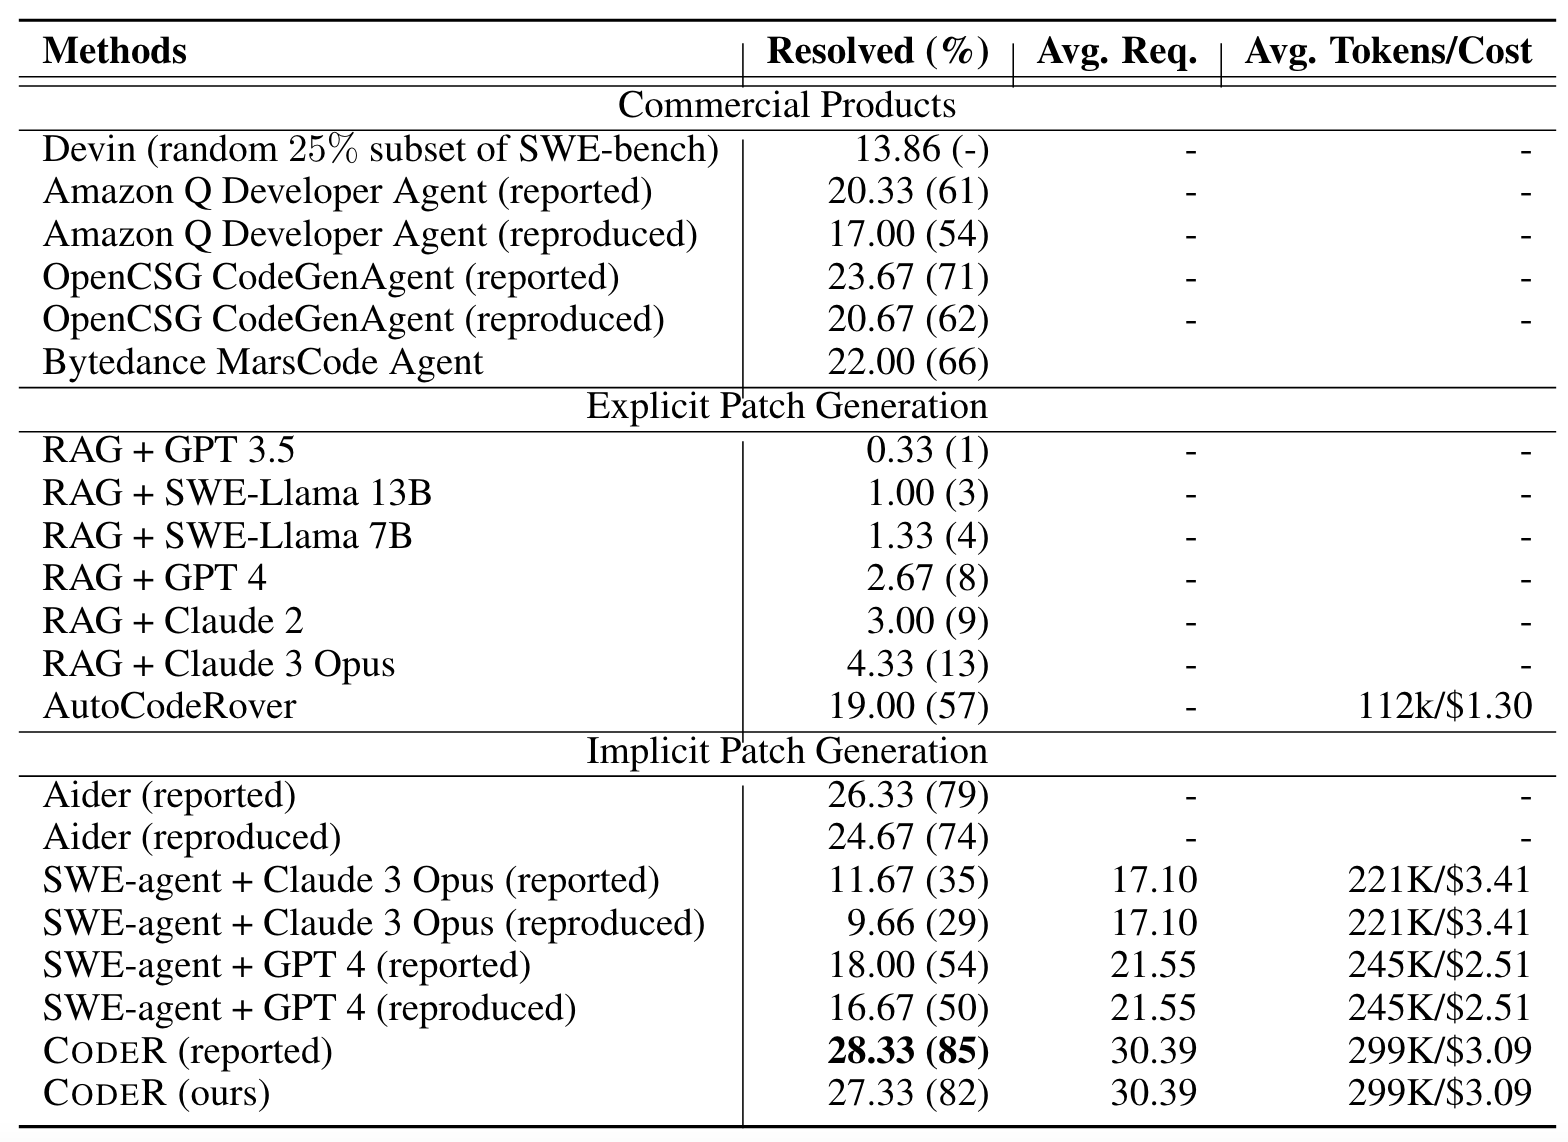 Methods Resolved (%) Avg. Req. Avg. Tokens/Cost
Commercial Products
Devin (random 25% subset of SWE-bench) 13.86 (-) - -
Amazon Q Developer Agent (reported) 20.33 (61) - -
Amazon Q Developer Agent (reproduced) 17.00 (54) - -
OpenCSG CodeGenAgent (reported) 23.67 (71) - -
OpenCSG CodeGenAgent (reproduced) 20.67 (62) - -
Bytedance MarsCode Agent 22.00 (66)
Explicit Patch Generation
RAG + GPT 3.5 0.33 (1) - -
RAG + SWE-Llama 13B 1.00 (3) - -
RAG + SWE-Llama 7B 1.33 (4) - -
RAG + GPT 4 2.67 (8) - -
RAG + Claude 2 3.00 (9) - -
RAG + Claude 3 Opus 4.33 (13) - -
AutoCodeRover 19.00 (57) - 112k/$1.30
Implicit Patch Generation
Aider (reported) 26.33 (79) - -
Aider (reproduced) 24.67 (74) - -
SWE-agent + Claude 3 Opus (reported) 11.67 (35) 17.10 221K/$3.41
SWE-agent + Claude 3 Opus (reproduced) 9.66 (29) 17.10 221K/$3.41
SWE-agent + GPT 4 (reported) 18.00 (54) 21.55 245K/$2.51
SWE-agent + GPT 4 (reproduced) 16.67 (50) 21.55 245K/$2.51
CODER (reported) 28.33 (85) 30.39 299K/$3.09
CODER (ours) 27.33 (82) 30.39 299K/$3.09